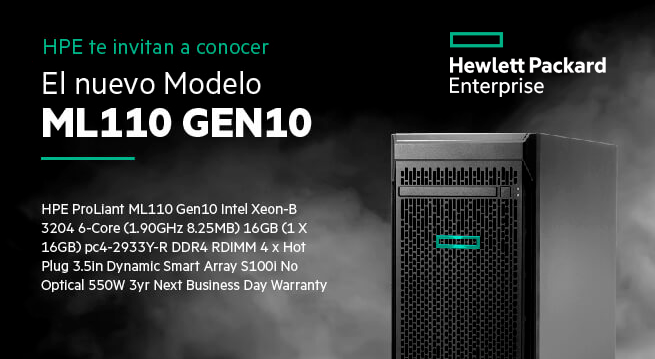 HPE te invitan a conocer
El nuevo Modelo
ML110 GEN10
Hewlett Packard
Enterprise
HPE ProLiant ML110 Gen10 Intel Xeon-B
3204 6-Core (1.90GHz 8.25MB) 16GB (1 X
16GB) pc4-2933Y-R DDR4 RDIMM 4 x Hot
Plug 3.5in Dynamic Smart Array S100i No
Optical 550W 3yr Next Business Day Warranty